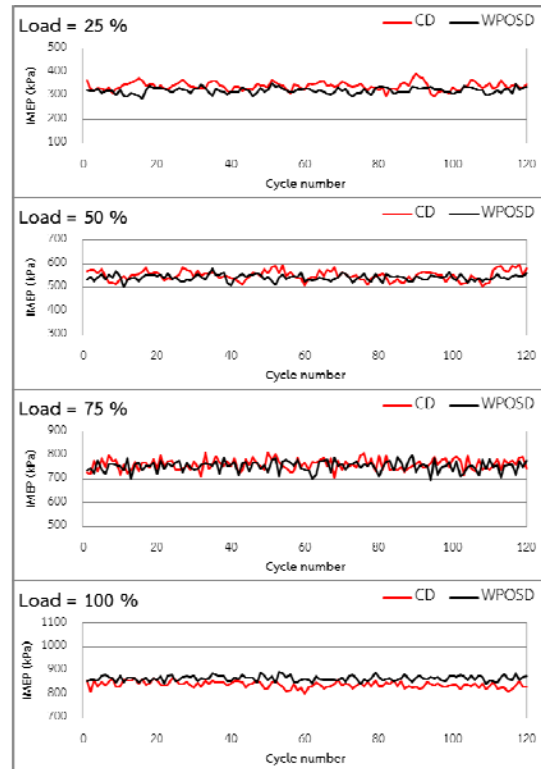 Load = 25 %
CD
WPOSD
500
400
300
200
100
IMEP (kPa)
0 20 40 60 80 100 120
Cycle number
Load = 50 %
CD
WPOSD
700
600
500
400
300
IMEP (kPa)
0 20 40 60 80 100 120
Cycle number
Load = 75 %
CD
WPOSD
900
800
700
600
500
IMEP (kPa)
0 20 40 60 80 100 120
Cycle number
Load = 100 %
CD
WPOSD
1100
1000
900
800
700
IMEP (kPa)
0 20 40 60 80 100 120
Cycle number